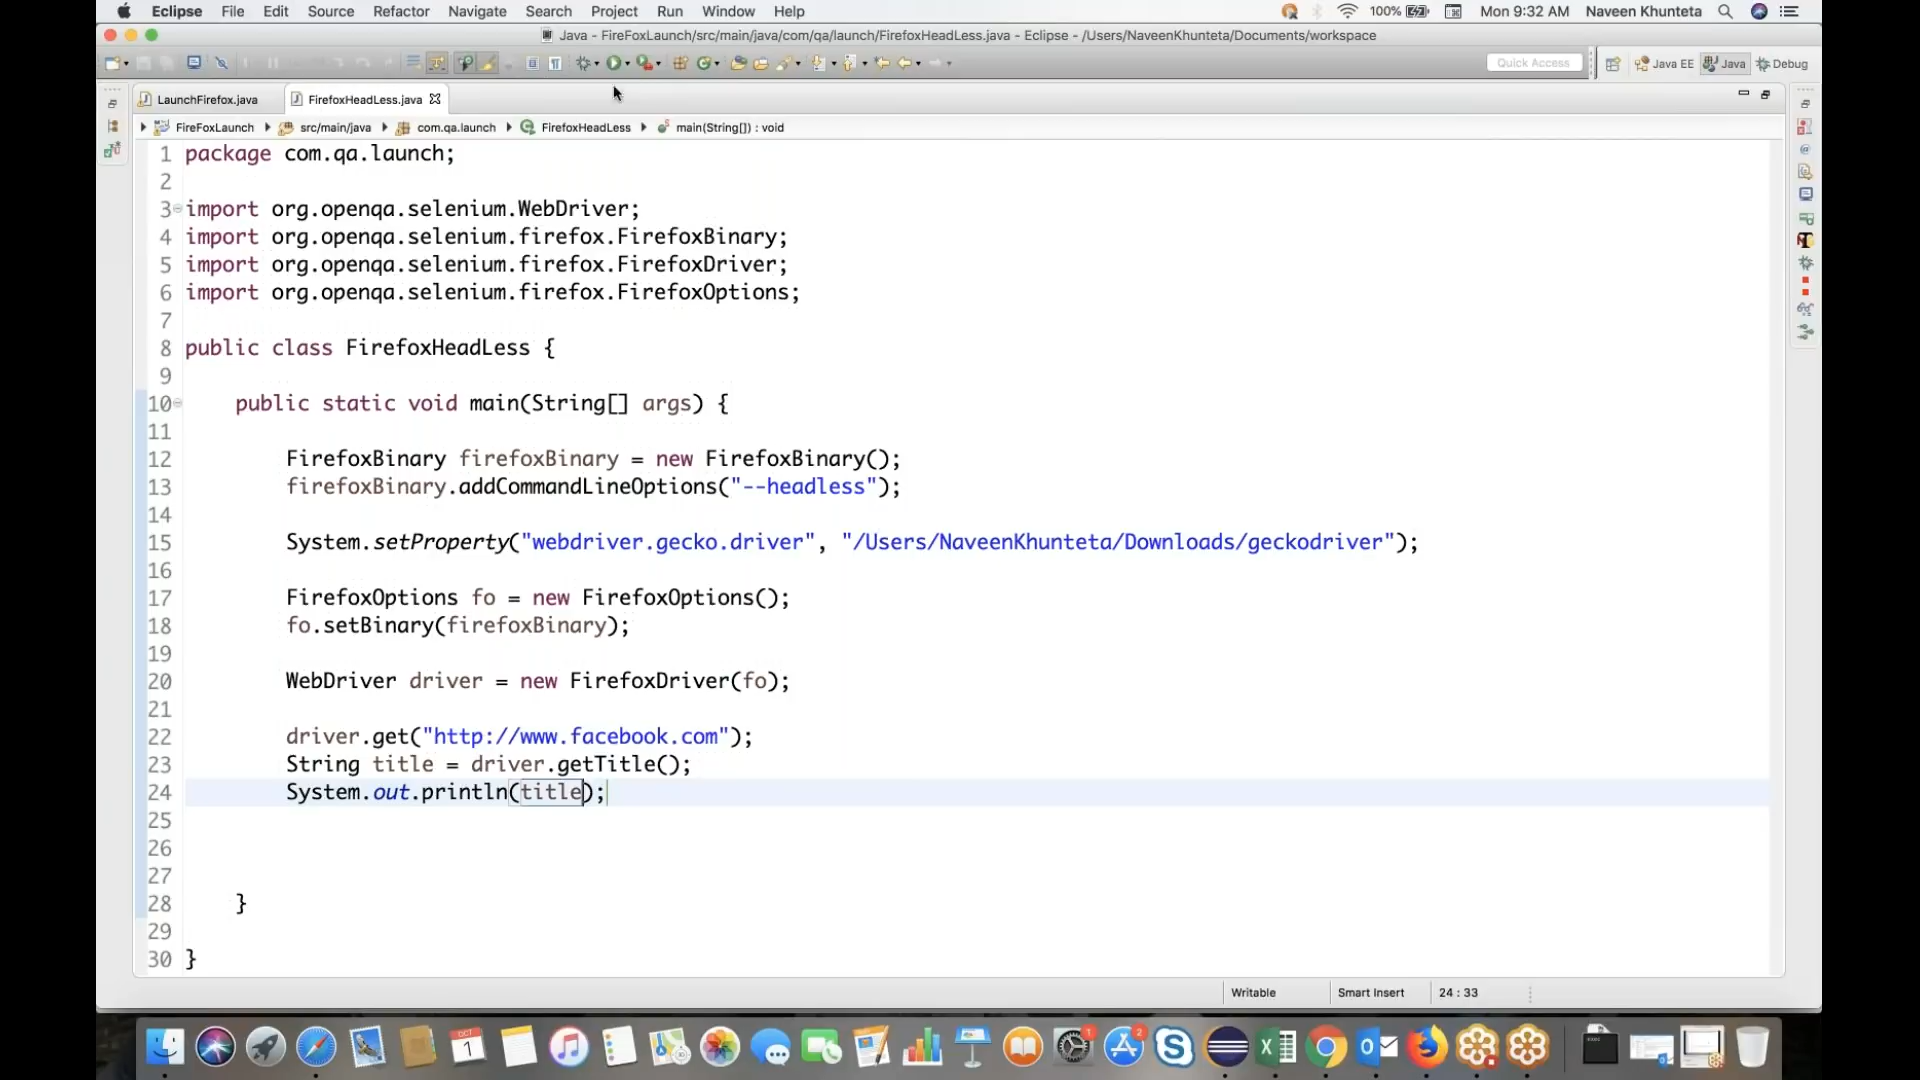 Eclipse File Edit Source Refactor Navigate Search Project Run Window Help 100% Mon 9:32 AM Naveen Khunteta
Java - FireFoxLaunch/src/main/java/com/qa/launch/FirefoxHeadLess.java - Eclipse - /Users/NaveenKhunteta/Documents/workspace
Quick Access Java EE Java Debug
LaunchFirefox.java FirefoxHeadLess.java
FireFoxLaunch src/main/java com.qa.launch FirefoxHeadLess main(String[]) : void
1 package com.qa.launch;
2
3 import org.openqa.selenium.WebDriver;
4 import org.openqa.selenium.firefox.FirefoxBinary;
5 import org.openqa.selenium.firefox.FirefoxDriver;
6 import org.openqa.selenium.firefox.FirefoxOptions;
7
8 public class FirefoxHeadLess {
9
10 public static void main(String[] args) {
11
12 FirefoxBinary firefoxBinary = new FirefoxBinary();
13 firefoxBinary.addCommandLineOptions("--headless");
14
15 System.setProperty("webdriver.gecko.driver", "/Users/NaveenKhunteta/Downloads/geckodriver");
16
17 FirefoxOptions fo = new FirefoxOptions();
18 fo.setBinary(firefoxBinary);
19
20 WebDriver driver = new FirefoxDriver(fo);
21
22 driver.get("http://www.facebook.com");
23 String title = driver.getTitle();
24 System.out.println(title);
25
26
27
28 }
29
30 }
Writable Smart Insert 24 : 33
OCT
1 1 2